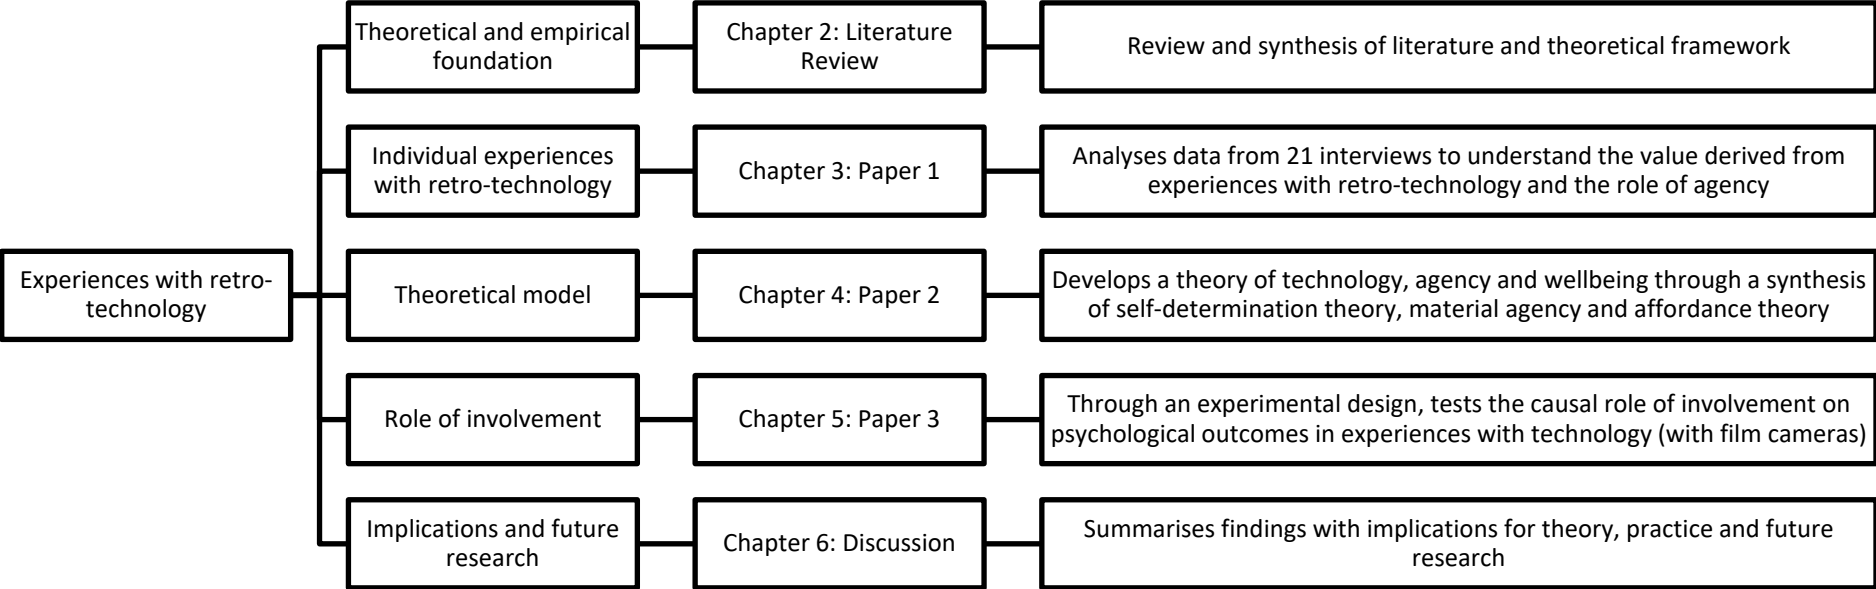 Experiences with retro-
technology
Theoretical and empirical
foundation
Chapter 2: Literature
Review
Review and synthesis of literature and theoretical framework
Individual experiences
with retro-technology
Chapter 3: Paper 1
Analyses data from 21 interviews to understand the value derived from
experiences with retro-technology and the role of agency
Theoretical model
Chapter 4: Paper 2
Develops a theory of technology, agency and wellbeing through a synthesis
of self-determination theory, material agency and affordance theory
Role of involvement
Chapter 5: Paper 3
Through an experimental design, tests the causal role of involvement on
psychological outcomes in experiences with technology (with film cameras)
Implications and future
research
Chapter 6: Discussion
Summarises findings with implications for theory, practice and future
research